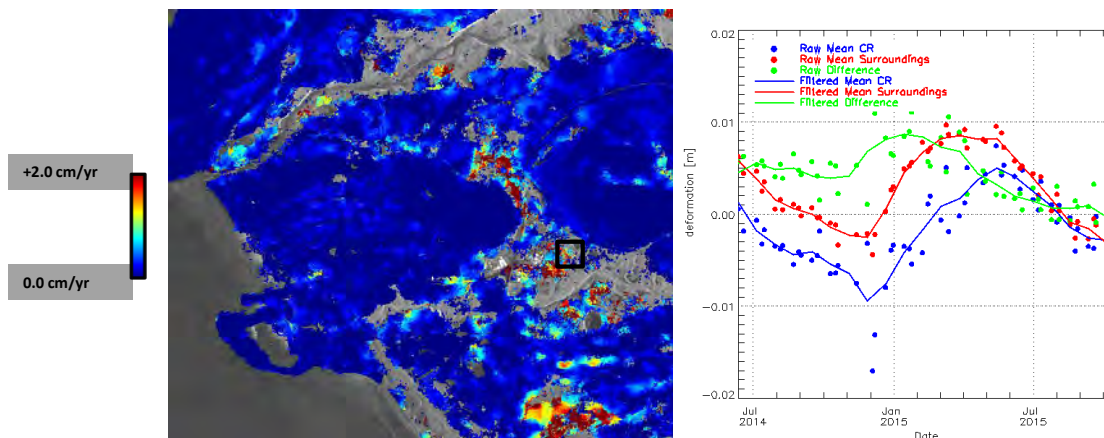 +2.0 cm/yr
0.0 cm/yr
0.02
Raw Mean CR
Raw Mean Surroundings
Raw Difference
Filtered Mean CR
Filtered Mean Surroundings
Filtered Difference
0.01
0.00
-0.01
-0.02
deformation [m]
Jul
2014
Jan
2015
Jul
2015
Date